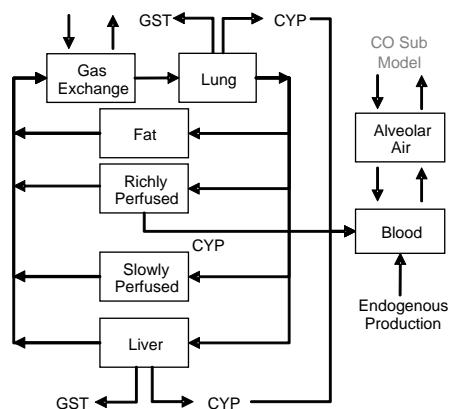 GST
CYP
CO Sub
Model
Gas
Exchange
Lung
Alveolar
Air
Fat
Richly
Perfused
CYP
Blood
Slowly
Perfused
Endogenous
Production
Liver
GST
CYP